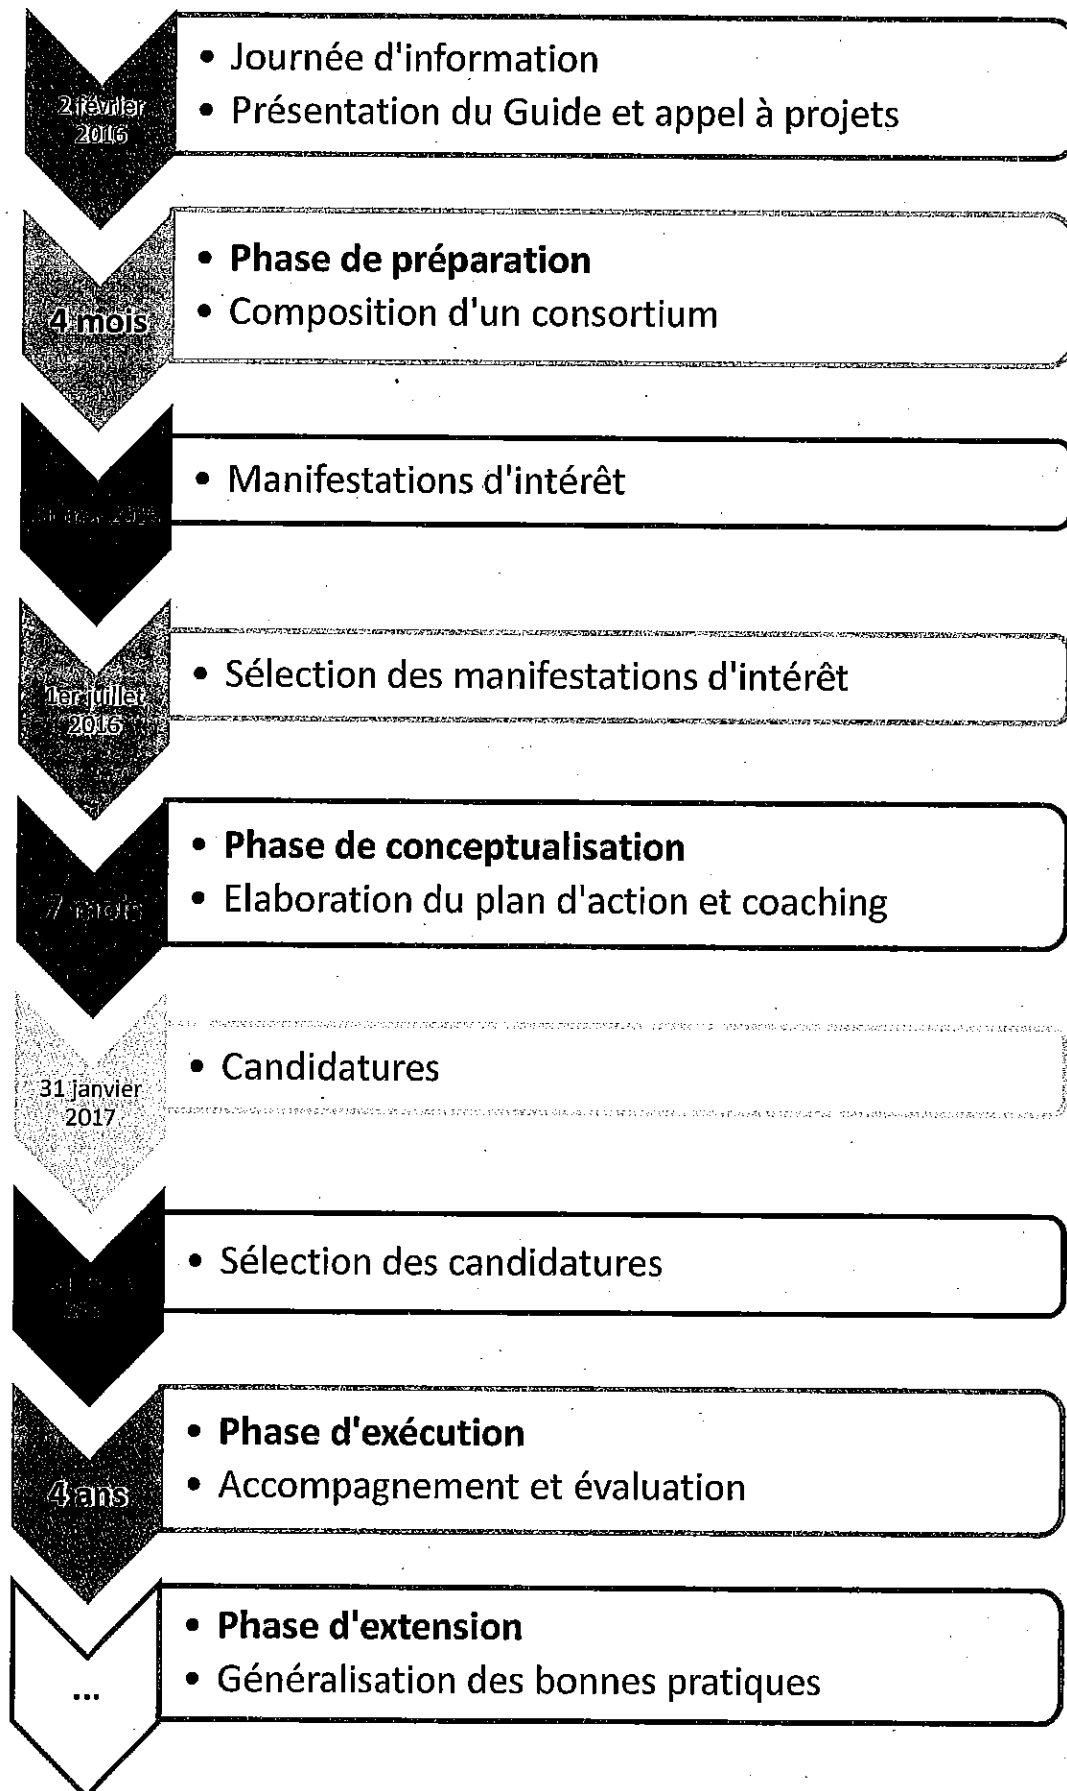 2 février
2016
• Journée d'information
• Présentation du Guide et appel à projets
4 mois
• Phase de préparation
• Composition d'un consortium
• Manifestations d'intérêt
1er juillet
2016
• Sélection des manifestations d'intérêt
7 mois
• Phase de conceptualisation
• Elaboration du plan d'action et coaching
31 janvier
2017
• Candidatures
• Sélection des candidatures
4 ans
• Phase d'exécution
• Accompagnement et évaluation
...
• Phase d'extension
• Généralisation des bonnes pratiques